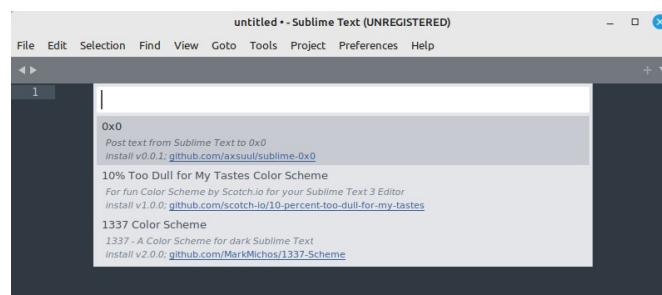 untitled • - Sublime Text (UNREGISTERED)
File Edit Selection Find View Goto Tools Project Preferences Help
1
0x0
Post text from Sublime Text to 0x0
install v0.0.1; github.com/axsuul/sublime-0x0
10% Too Dull for My Tastes Color Scheme
For fun Color Scheme by Scotch.io for your Sublime Text 3 Editor
install v1.0.0; github.com/scotch-io/10-percent-too-dull-for-my-tastes
1337 Color Scheme
1337 - A Color Scheme for dark Sublime Text
install v2.0.0; github.com/MarkMichos/1337-Scheme